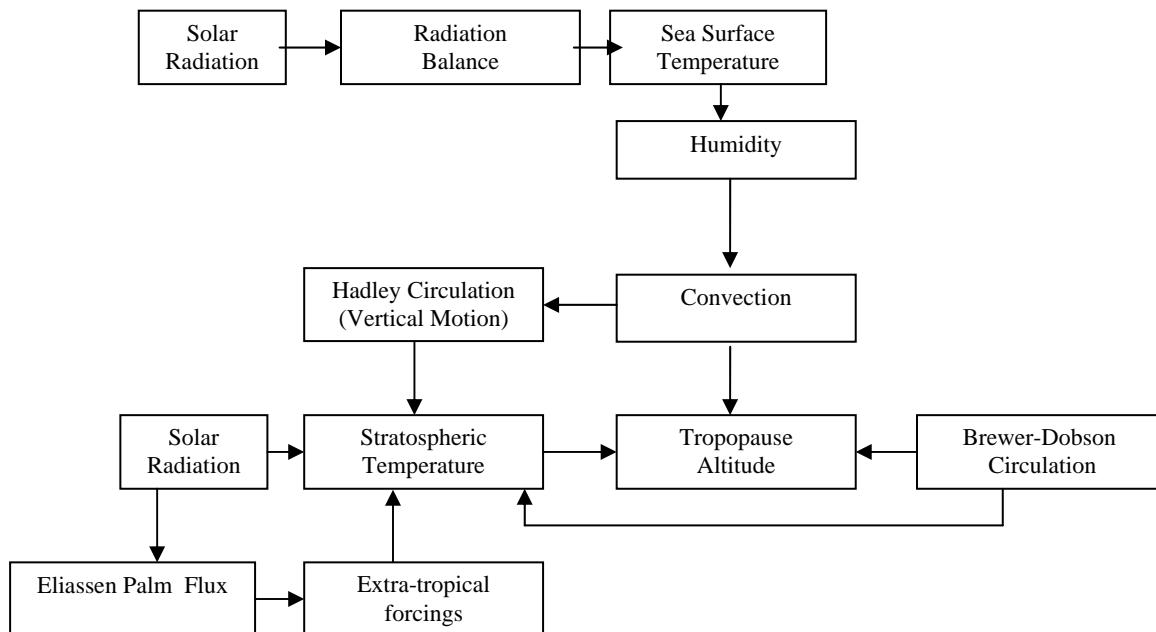 Solar
Radiation
Radiation
Balance
Sea Surface
Temperature
Humidity
Hadley Circulation
(Vertical Motion)
Convection
Solar
Radiation
Stratospheric
Temperature
Tropopause
Altitude
Brewer-Dobson
Circulation
Eliassen Palm Flux
Extra-tropical
forcings